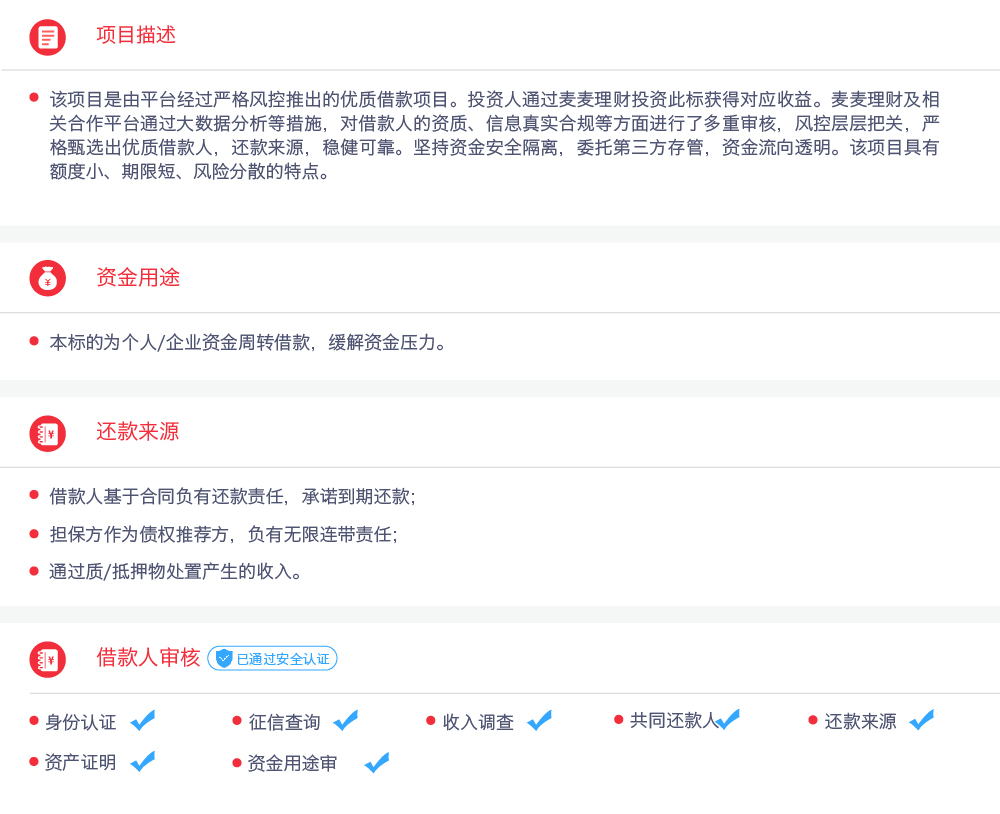 项目描述
该项目是由平台经过严格风控推出的优质借款项目。投资人通过麦麦理财投资此标获得对应收益。麦麦理财及相
关合作平台通过大数据分析等措施，对借款人的资质、信息真实合规等方面进行了多重审核，风控层层把关，严
格甄选出优质借款人，还款来源，稳健可靠。坚持资金安全隔离，委托第三方存管，资金流向透明。该项目具有
额度小、期限短、风险分散的特点。
资金用途
本标的为个人/企业资金周转借款，缓解资金压力。
还款来源
借款人基于合同负有还款责任，承诺到期还款；
担保方作为债权推荐方，负有无限连带责任；
通过质/抵押物处置产生的收入。
借款人审核 已通过安全认证
身份认证 征信查询 收入调查 共同还款人 还款来源
资产证明 资金用途审